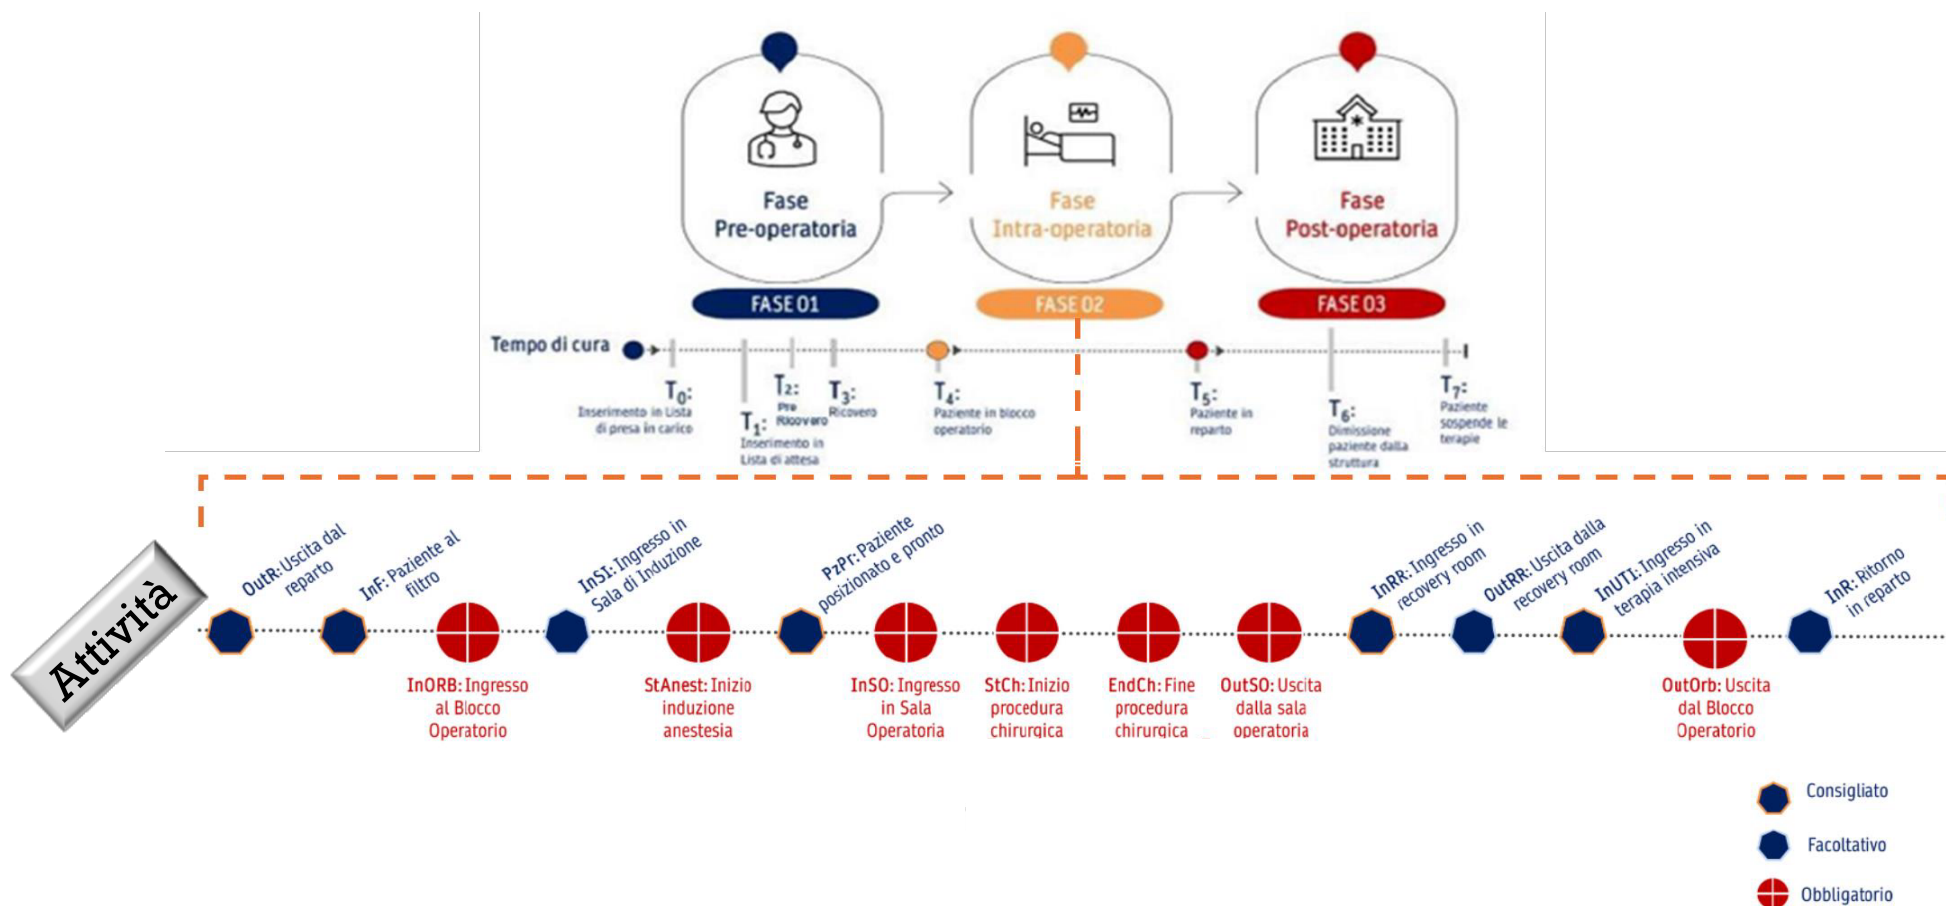 Fase
Pre-operatoria
Fase
Intra-operatoria
Fase
Post-operatoria
FASE 01
FASE 02
FASE 03
Tempo di cura
T0:
Inserimento in Lista
di presa in carico
T1:
Inserimento in
Lista di attesa
T2:
Pre
Ricovero
T3:
Ricovero
T4:
Paziente in blocco
operatorio
T5:
Paziente in
reparto
T6:
Dimissione
paziente dalla
struttura
T7:
Paziente
sospende le
terapie
Attività
OutR: Uscita dal
reparto
InF: Paziente al
filtro
InSI: Ingresso in
Sala di Induzione
PzPr: Paziente
posizionato e pronto
InRR: Ingresso in
recovery room
OutRR: Uscita dalla
recovery room
InUTI: Ingresso in
terapia intensiva
InR: Ritorno
in reparto
InORB: Ingresso
al Blocco
Operatorio
StAnest: Inizio
induzione
anestesia
InSO: Ingresso
in Sala
Operatoria
StCh: Inizio
procedura
chirurgica
EndCh: Fine
procedura
chirurgica
OutSO: Uscita
dalla sala
operatoria
OutOrb: Uscita
dal Blocco
Operatorio
Consigliato
Facoltativo
Obbligatorio